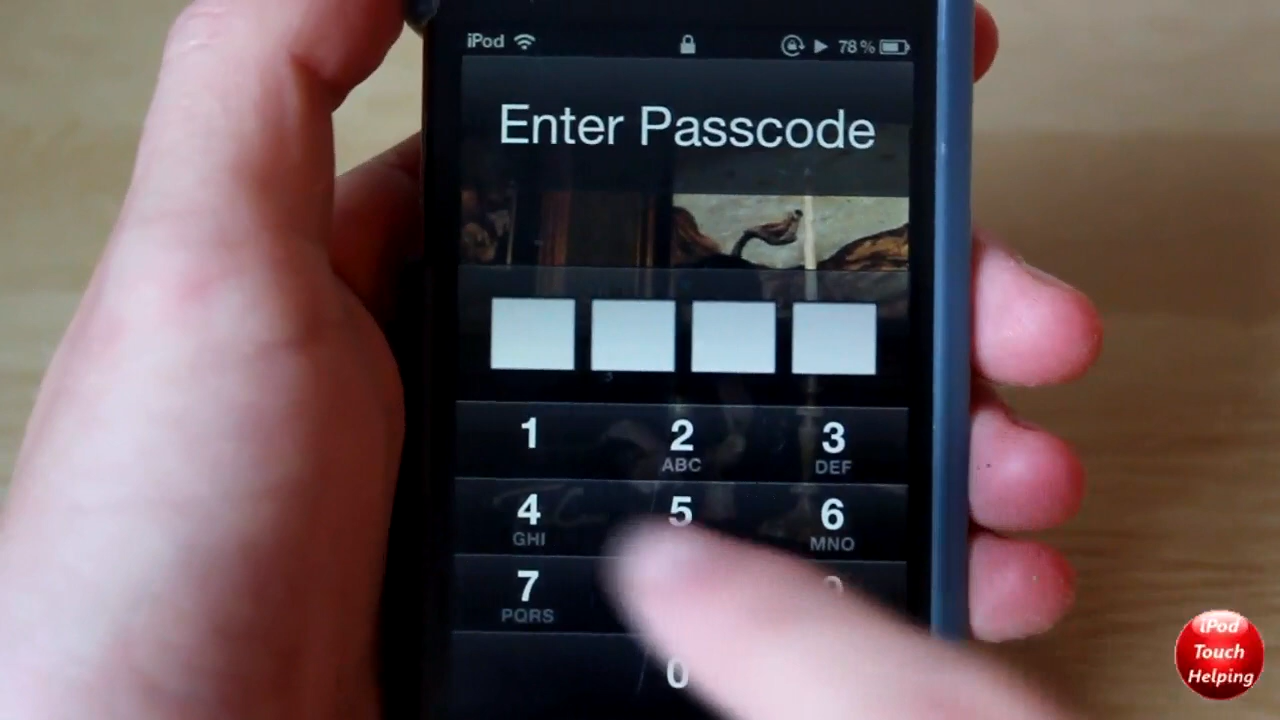 iPod 78%
Enter Passcode
1 2 3
ABC DEF
4 5 6
GHI MNO
7
PQRS
0
iPod
Touch
Helping